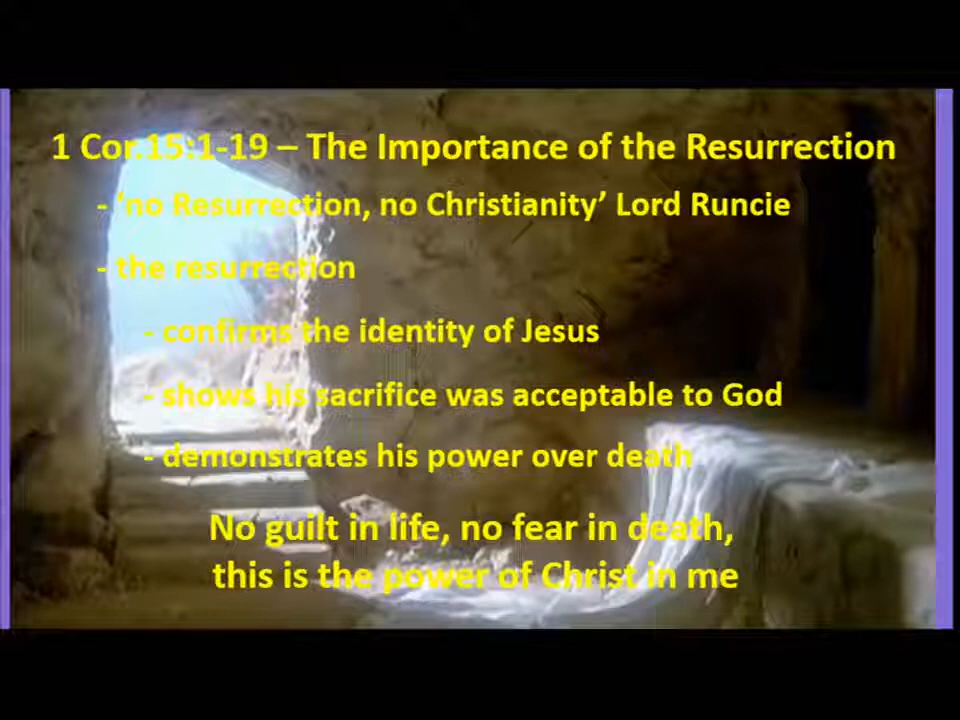 1 Cor.15:1-19 – The Importance of the Resurrection
- ‘no Resurrection, no Christianity’ Lord Runcie
- the resurrection
- confirms the identity of Jesus
- shows his sacrifice was acceptable to God
- demonstrates his power over death
No guilt in life, no fear in death,
this is the power of Christ in me